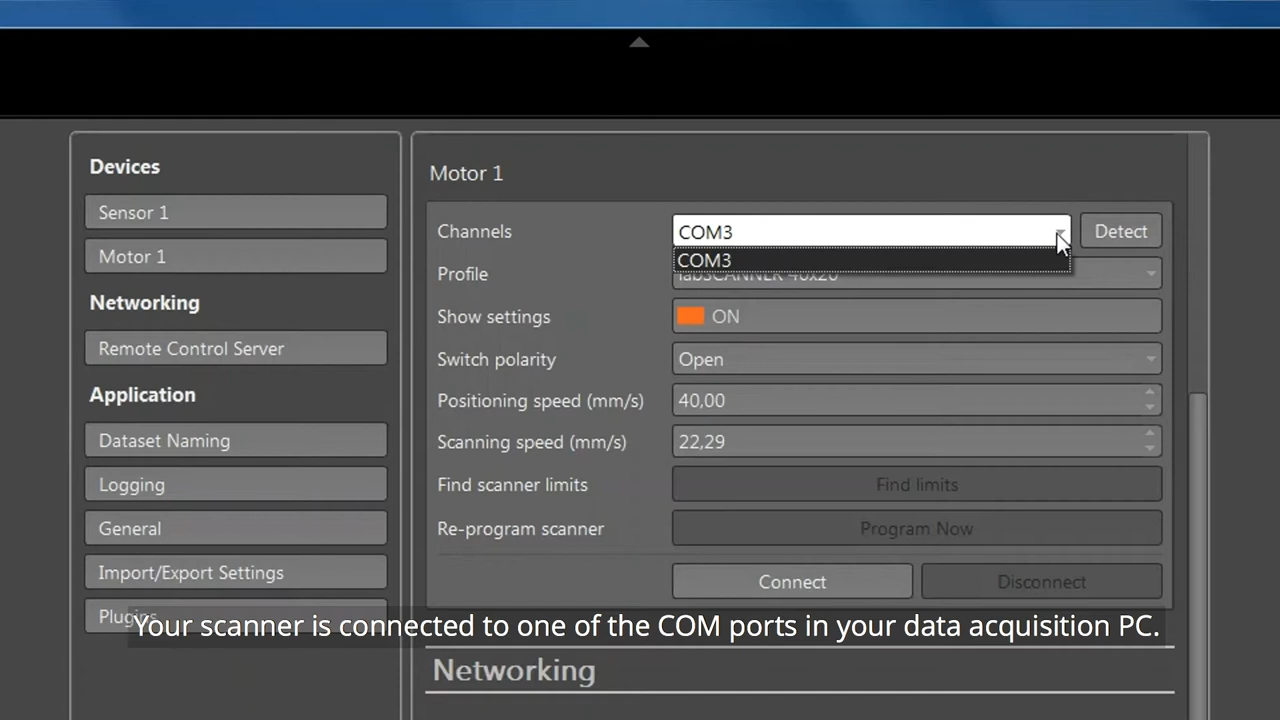 Devices
Sensor 1
Motor 1
Networking
Remote Control Server
Application
Dataset Naming
Logging
General
Import/Export Settings
Plugins
Motor 1
Channels COM3 Detect
COM3
Profile 
Show settings ON
Switch polarity Open
Positioning speed (mm/s) 40,00
Scanning speed (mm/s) 22,29
Find scanner limits Find limits
Re-program scanner Program Now
Connect Disconnect
Your scanner is connected to one of the COM ports in your data acquisition PC.
Networking